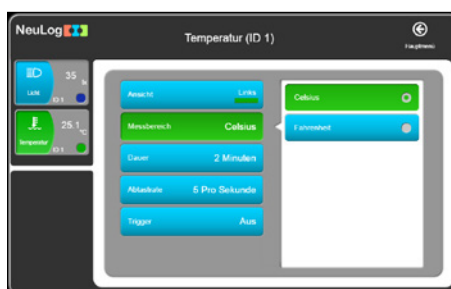 NeuLog
Temperatur (ID 1)
Hauptmenü
35
lx
Licht
ID 1
25.1
°C
Temperatur
ID 1
Ansicht Links
Messbereich Celsius
Dauer 2 Minuten
Abtastrate 5 Pro Sekunde
Trigger Aus
Celsius
Fahrenheit